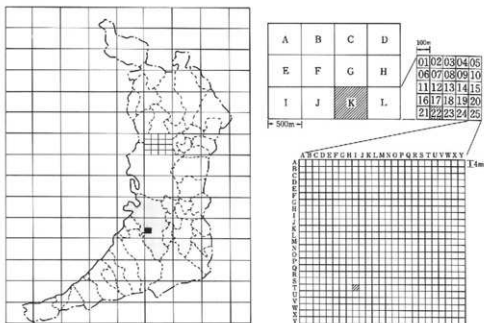 A B C D
E F G H
I J K L
500m
100m
01 02 03 04 05
06 07 08 09 10
11 12 13 14 15
16 17 18 19 20
21 22 23 24 25
A B C D E F G H I J K L M N O P Q R S T U V W X Y
4m
A
B
C
D
E
F
G
H
I
J
K
L
M
N
O
P
Q
R
S
T
U
V
W
X
Y